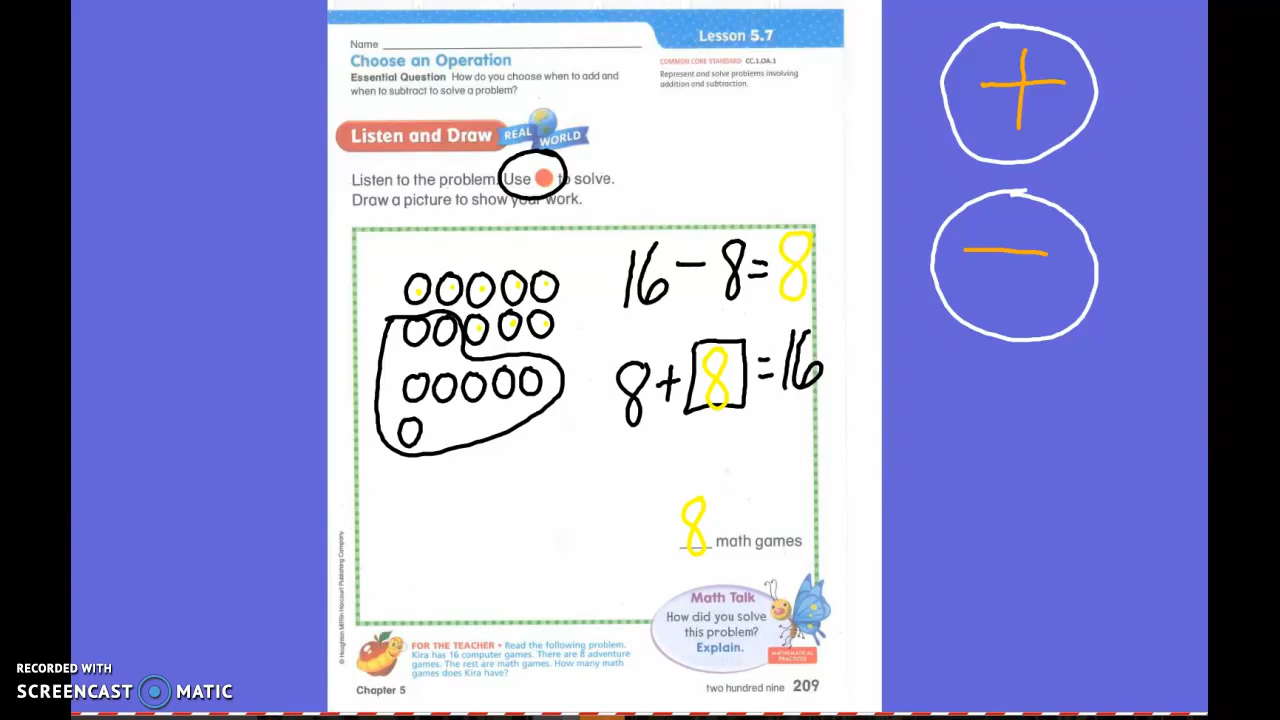 Lesson 5.7
Name
Choose an Operation
Essential Question How do you choose when to add and
when to subtract to solve a problem?
COMMON CORE STANDARD CC.1.OA.1
Represent and solve problems involving
addition and subtraction.
Listen and Draw REAL WORLD
Listen to the problem. Use to solve.
Draw a picture to show your work.
16 - 8 = 8
8 + 8 = 16
8 math games
Math Talk
How did you solve
this problem?
Explain.
MATHEMATICAL
PRACTICES
FOR THE TEACHER • Read the following problem.
Kira has 16 computer games. There are 8 adventure
games. The rest are math games. How many math
games does Kira have?
© Houghton Mifflin Harcourt Publishing Company
Chapter 5
two hundred nine 209
+
−
RECORDED WITH
SCREENCAST MATIC